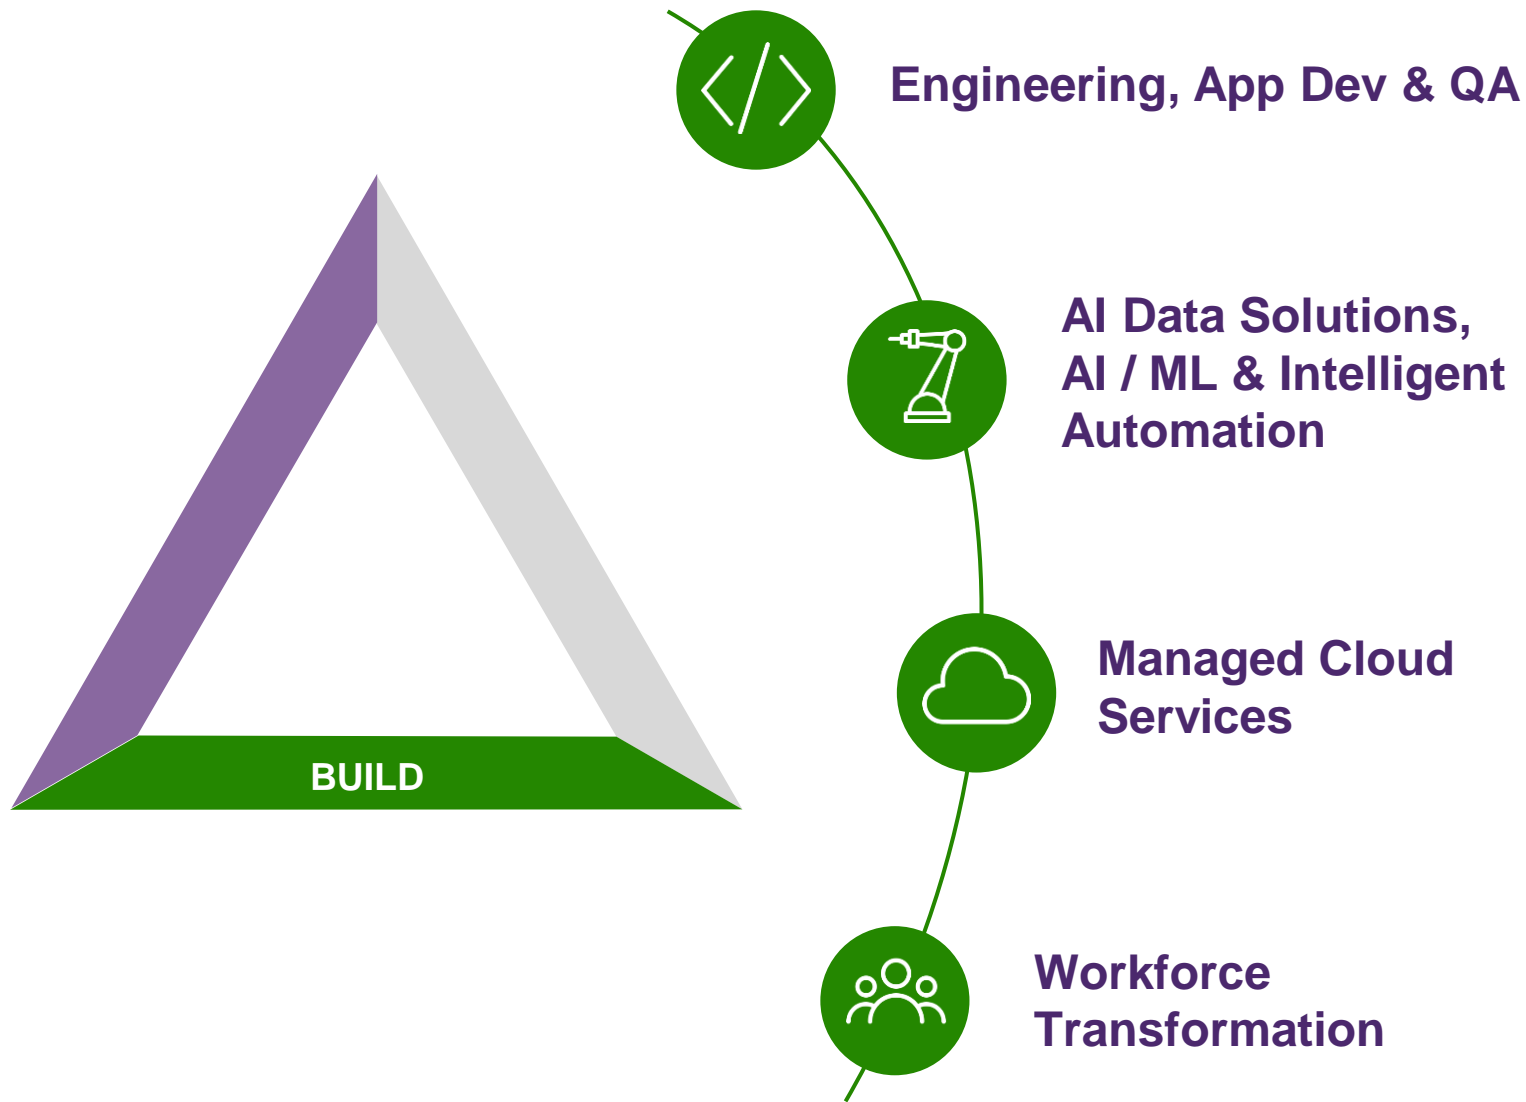 Engineering, App Dev & QA
AI Data Solutions,
AI / ML & Intelligent
Automation
Managed Cloud
Services
BUILD
Workforce
Transformation